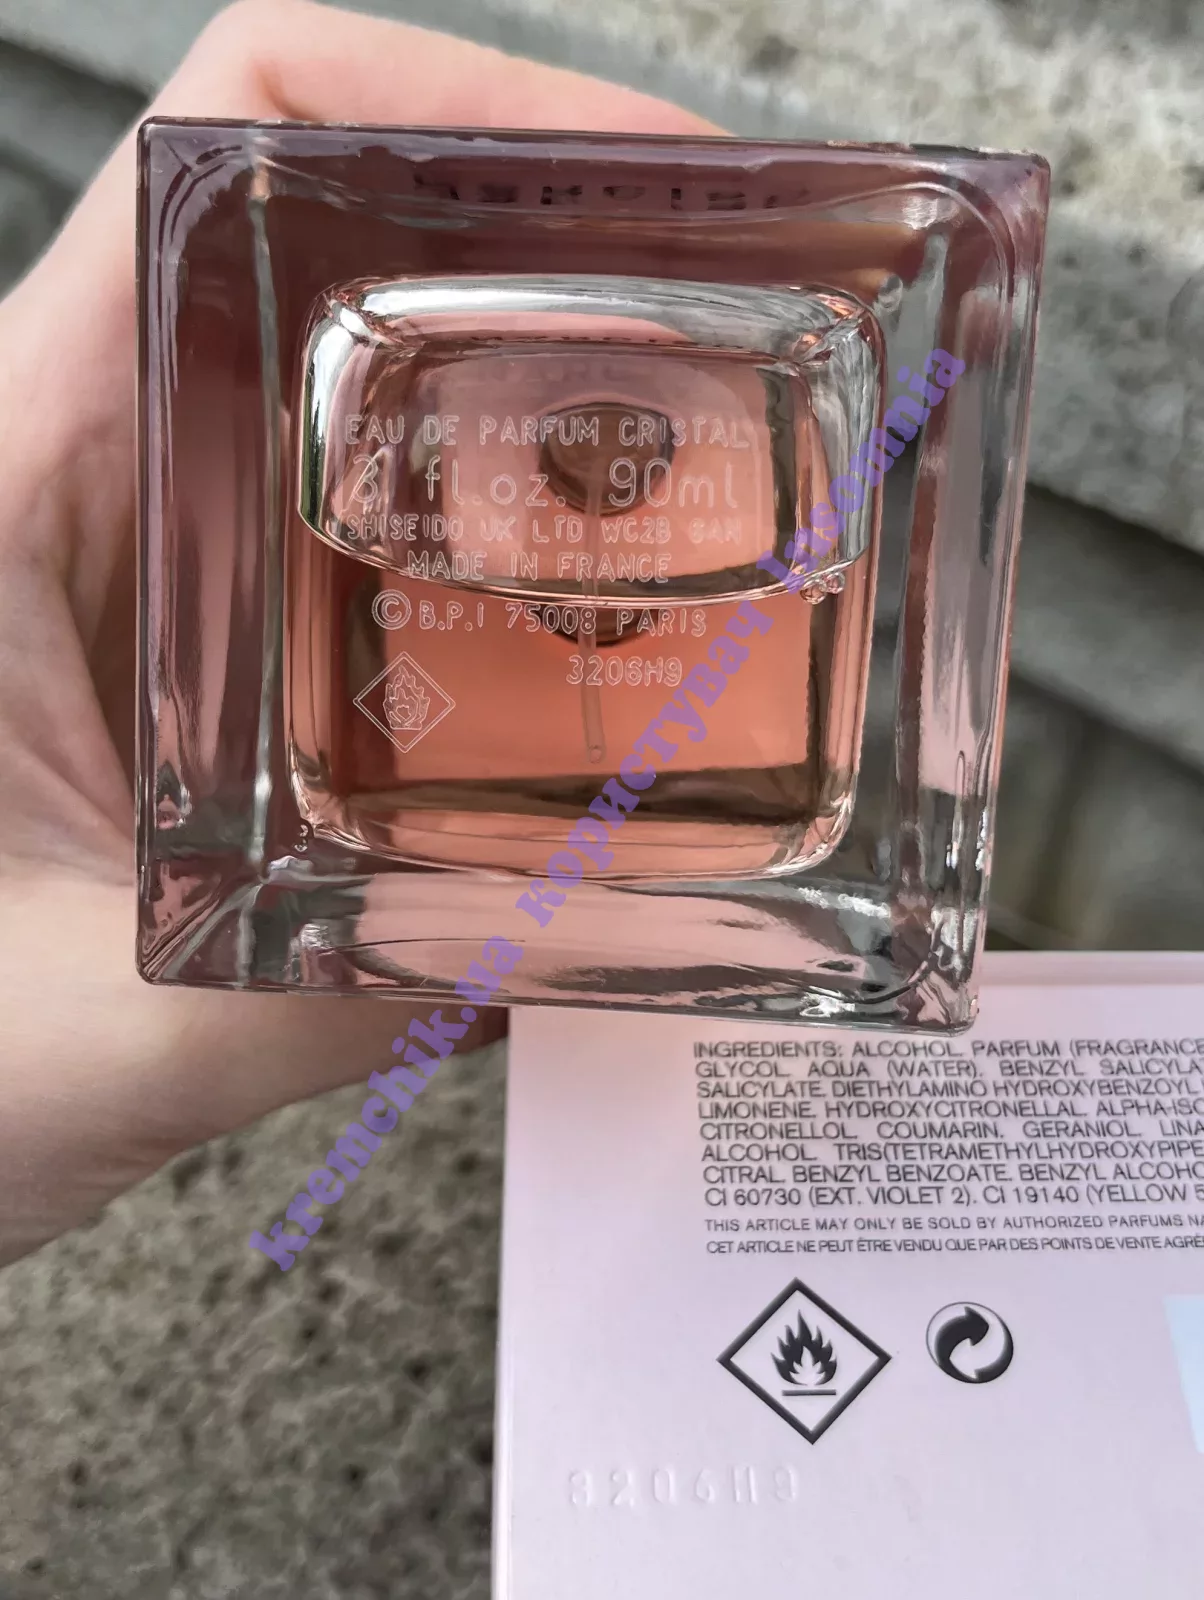 EAU DE PARFUM CRISTAL
3 fl.oz. 90ml
SHISEIDO UK LTD WC2B 6AN
MADE IN FRANCE
© B.P.I 75008 PARIS
3206H9
kremchik.ua користувач Insomnia
INGREDIENTS: ALCOHOL. PARFUM (FRAGRANCE
GLYCOL. AQUA (WATER). BENZYL SALICYLAT
SALICYLATE. DIETHYLAMINO HYDROXYBENZOYL
LIMONENE. HYDROXYCITRONELLAL. ALPHA-ISO
CITRONELLOL. COUMARIN. GERANIOL. LINA
ALCOHOL. TRIS(TETRAMETHYLHYDROXYPIPE
CITRAL. BENZYL BENZOATE. BENZYL ALCOHO
CI 60730 (EXT. VIOLET 2). CI 19140 (YELLOW 5
THIS ARTICLE MAY ONLY BE SOLD BY AUTHORIZED PARFUMS NA
CET ARTICLE NE PEUT ÊTRE VENDU QUE PAR DES POINTS DE VENTE AGRÉ
3206H9